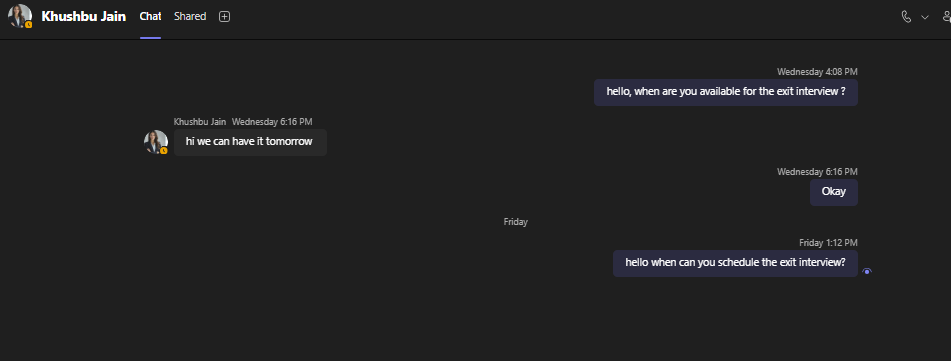 Khushbu Jain Chat Shared
Wednesday 4:08 PM
hello, when are you available for the exit interview ?
Khushbu Jain Wednesday 6:16 PM
hi we can have it tomorrow
Wednesday 6:16 PM
Okay
Friday
Friday 1:12 PM
hello when can you schedule the exit interview?